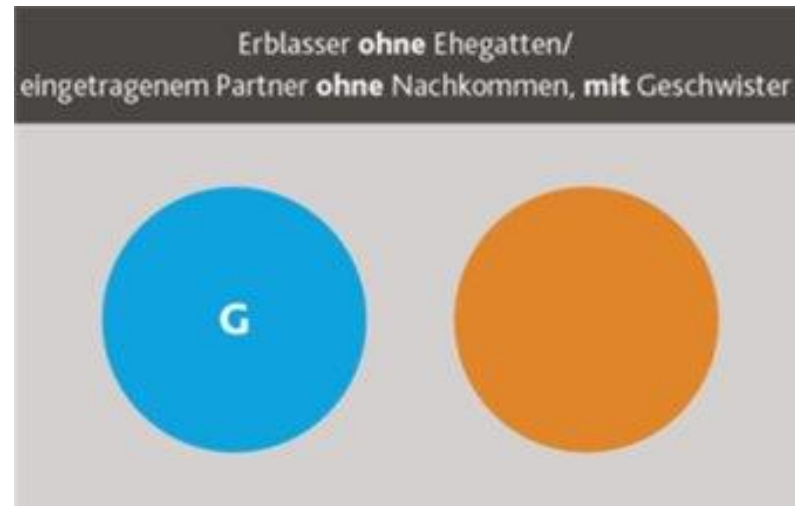 Erblasser ohne Ehegatten/
eingetragenem Partner ohne Nachkommen, mit Geschwister
G